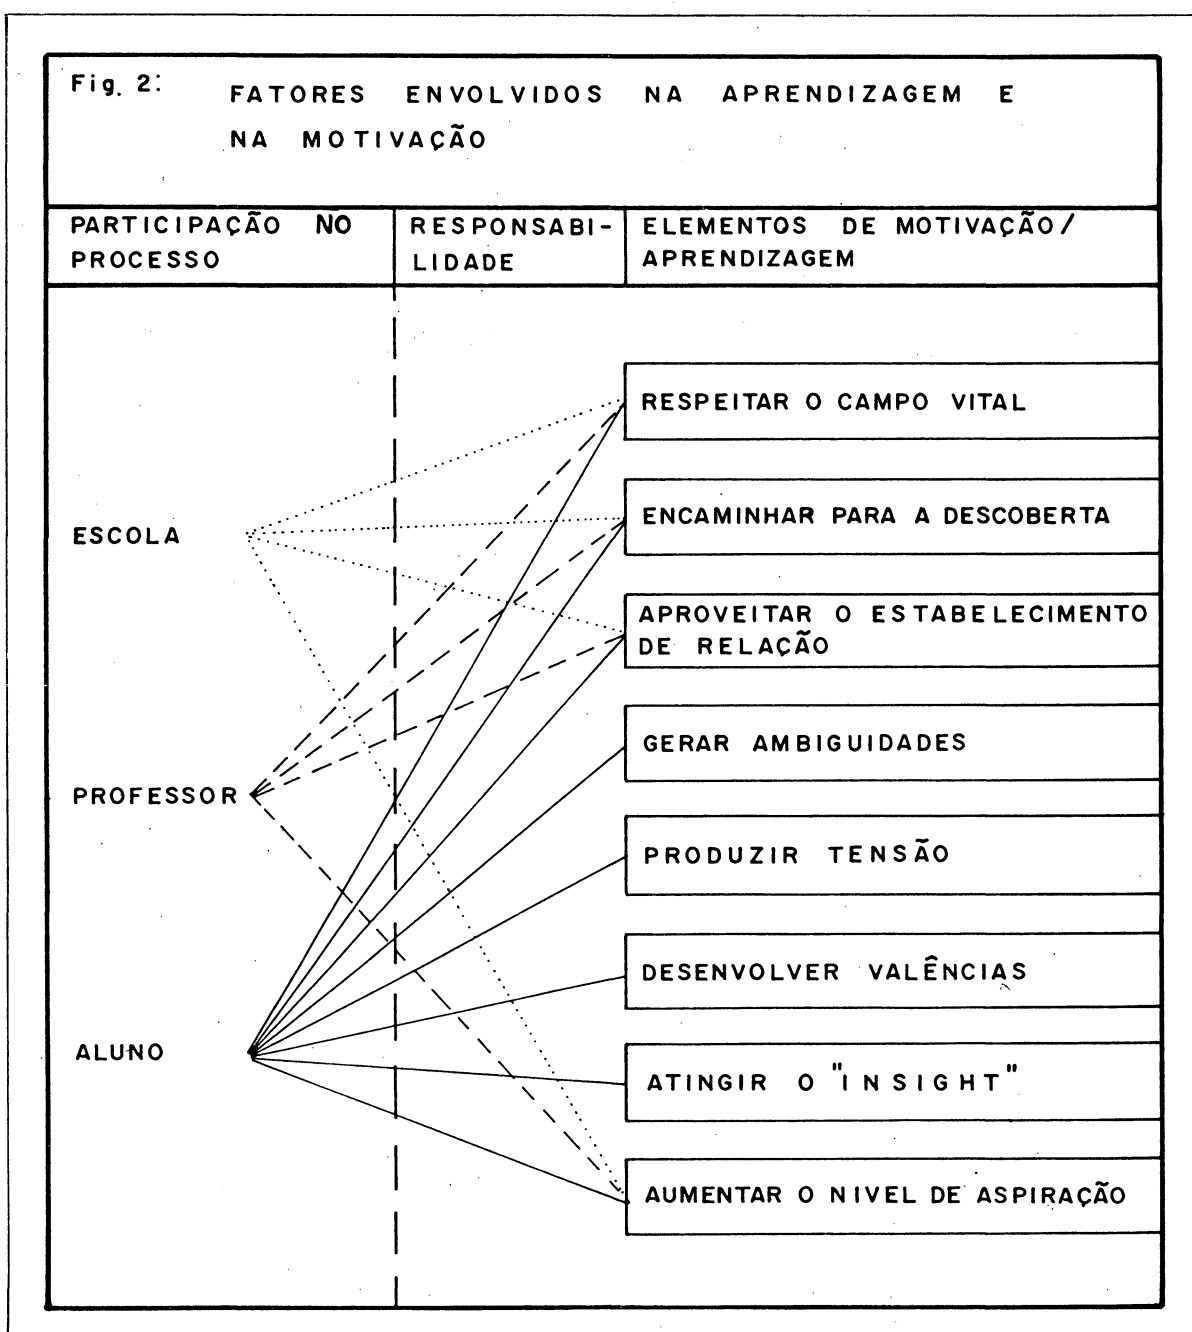 Fig. 2:
FATORES ENVOLVIDOS NA APRENDIZAGEM E
NA MOTIVAÇÃO
PARTICIPAÇÃO NO
PROCESSO
RESPONSABI-
LIDADE
ELEMENTOS DE MOTIVAÇÃO/
APRENDIZAGEM
RESPEITAR O CAMPO VITAL
ESCOLA
ENCAMINHAR PARA A DESCOBERTA
APROVEITAR O ESTABELECIMENTO
DE RELAÇÃO
GERAR AMBIGUIDADES
PROFESSOR
PRODUZIR TENSÃO
DESENVOLVER VALÊNCIAS
ALUNO
ATINGIR O "INSIGHT"
AUMENTAR O NIVEL DE ASPIRAÇÃO